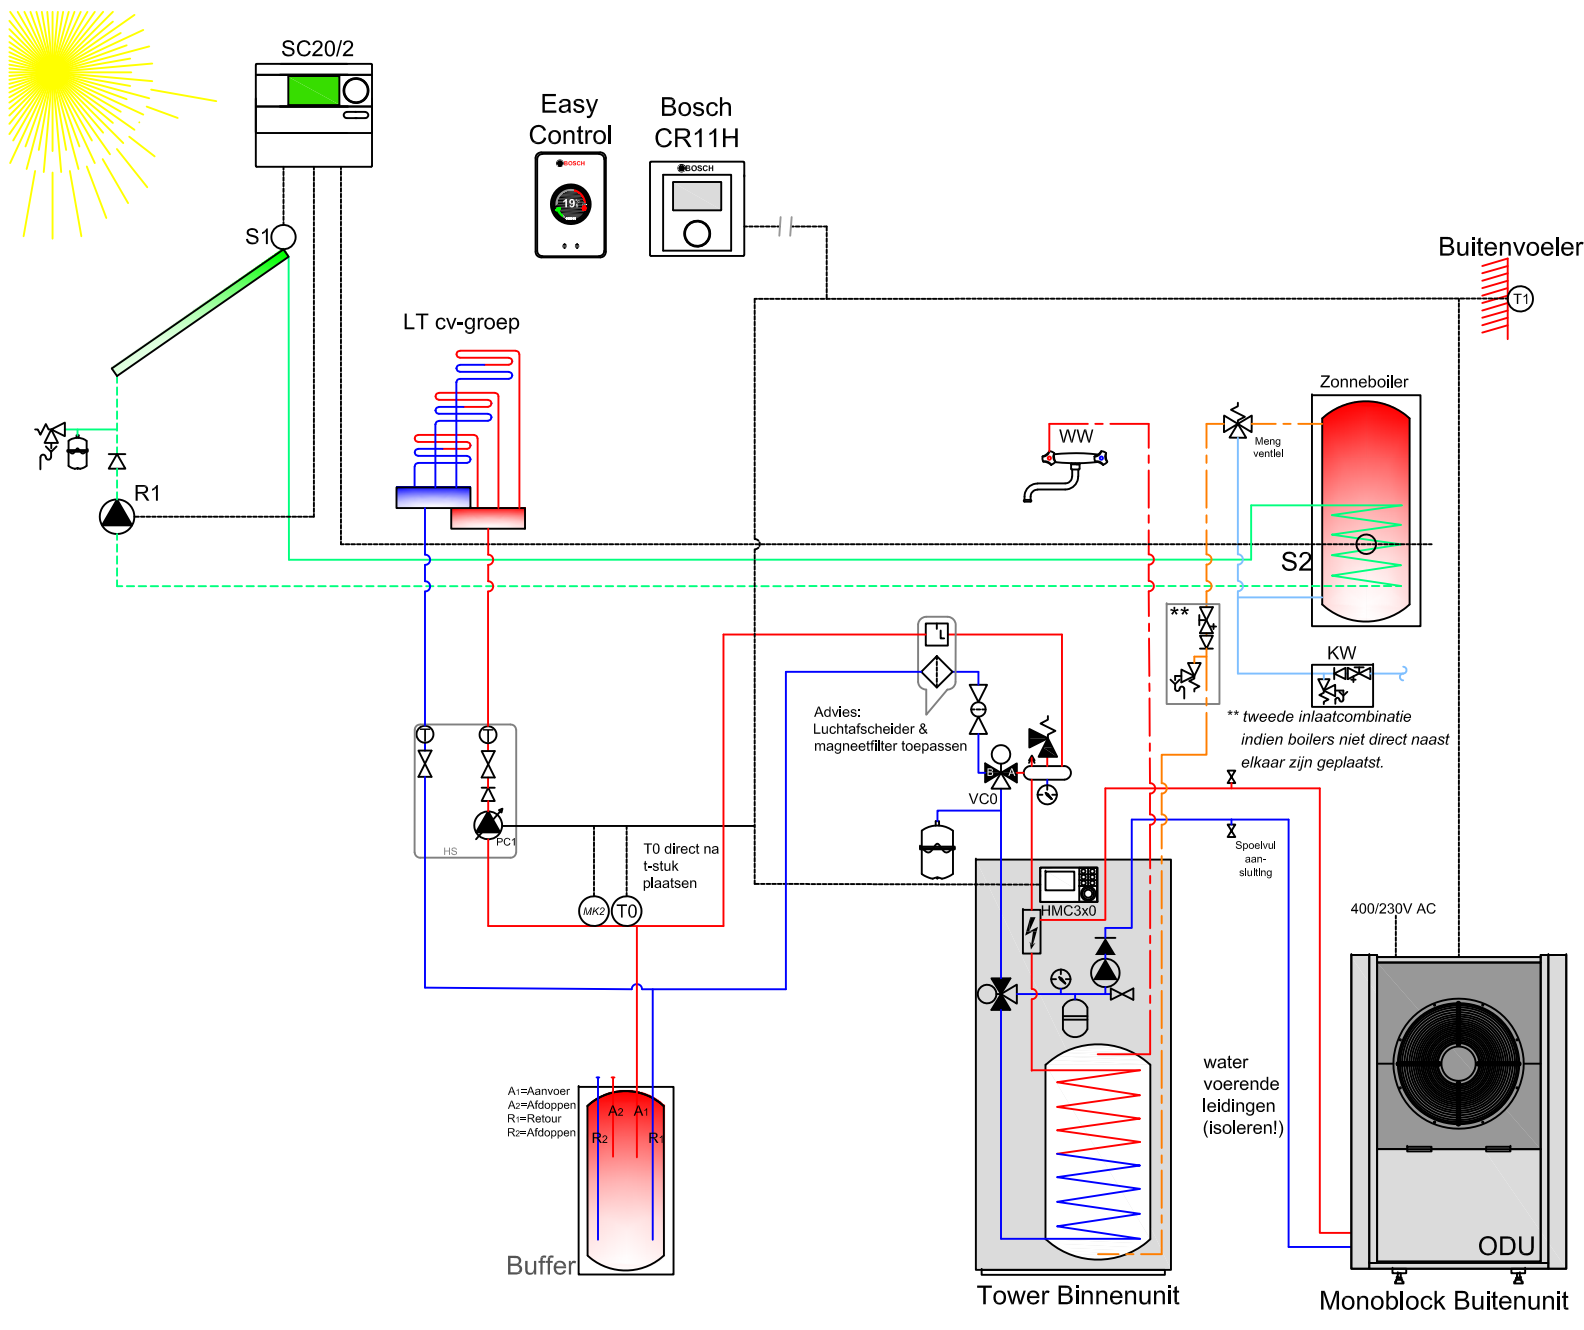 SC20/2
Easy
Control
BOSCH
19
Bosch
CR11H
BOSCH
S1
Buitenvoeler
T1
LT cv-groep
Zonneboiler
WW
Meng
ventiel
R1
S2
**
KW
** tweede inlaatcombinatie
indien boilers niet direct naast
elkaar zijn geplaatst.
L
Advies:
Luchtafscheider &
magneetfilter toepassen
T
T
B
A
VC0
PC1
HS
T0 direct na
t-stuk
plaatsen
MK2
T0
Spoelvul
aan-
sluiting
HMC3x0
400/230V AC
water
voerende
leidingen
(isoleren!)
A1=Aanvoer
A2=Afdoppen
R1=Retour
R2=Afdoppen
A2
A1
R2
R1
Buffer
ODU
Tower Binnenunit
Monoblock Buitenunit